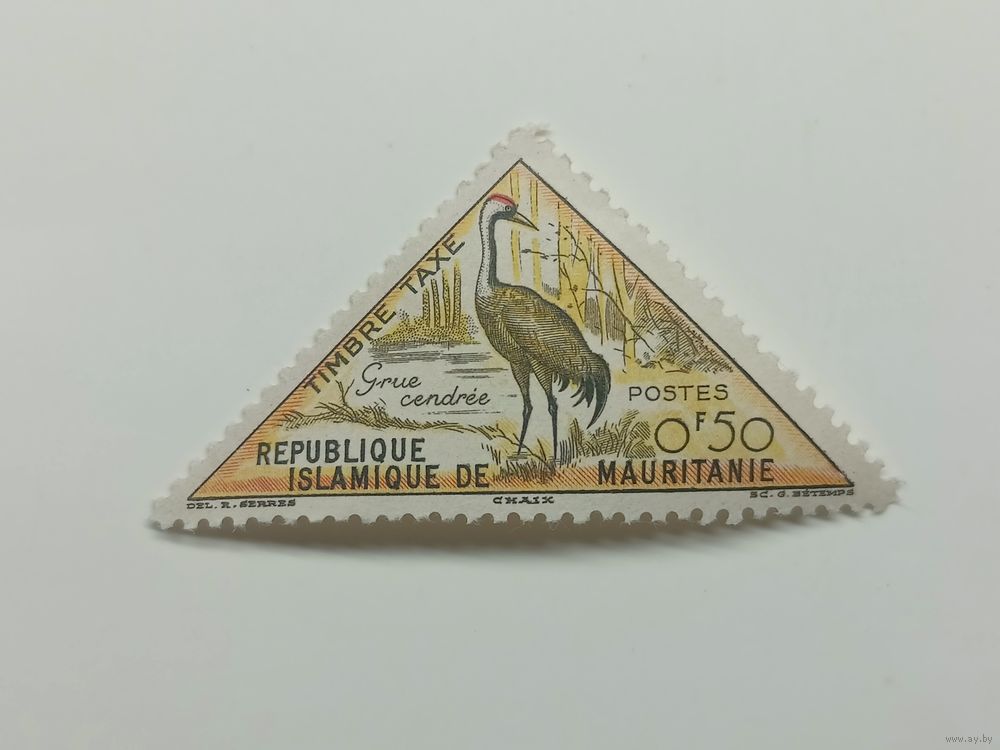 TIMBRE TAXE
Grue
cendrée
POSTES
0F50
REPUBLIQUE
ISLAMIQUE DE MAURITANIE
DEL. R. SERRES CHAIX SC. G. BÉTEMPS
www.ay.by